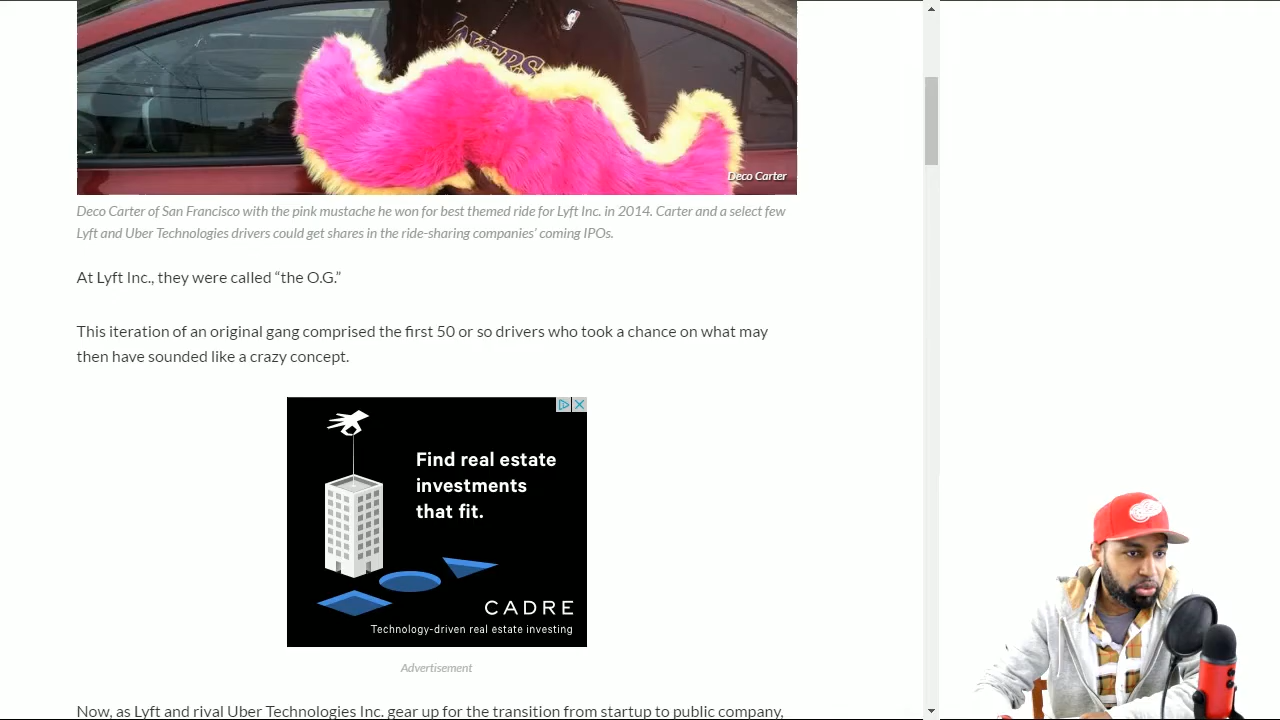 LAKERS
Deco Carter
Deco Carter of San Francisco with the pink mustache he won for best themed ride for Lyft Inc. in 2014. Carter and a select few
Lyft and Uber Technologies drivers could get shares in the ride-sharing companies’ coming IPOs.
At Lyft Inc., they were called “the O.G.”
This iteration of an original gang comprised the first 50 or so drivers who took a chance on what may
then have sounded like a crazy concept.
Find real estate
investments
that fit.
CADRE
Technology-driven real estate investing
Advertisement
Now, as Lyft and rival Uber Technologies Inc. gear up for the transition from startup to public company,